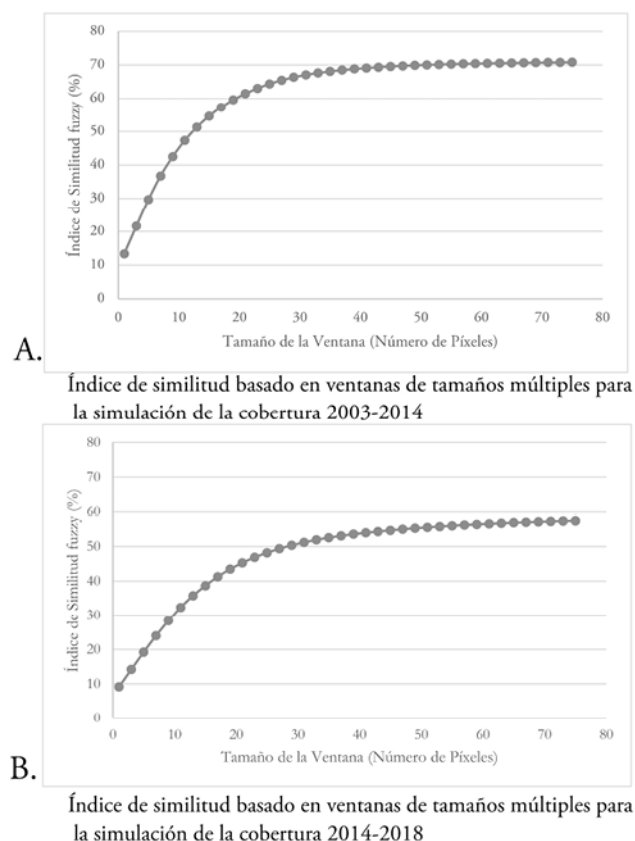 80
70
60
50
40
30
20
10
0
Índice de Similitud fuzzy (%)
0 10 20 30 40 50 60 70 80
Tamaño de la Ventana (Número de Píxeles)
A.
Índice de similitud basado en ventanas de tamaños múltiples para
la simulación de la cobertura 2003-2014
80
70
60
50
40
30
20
10
0
Índice de Similitud fuzzy (%)
0 10 20 30 40 50 60 70 80
Tamaño de la Ventana (Número de Píxeles)
B.
Índice de similitud basado en ventanas de tamaños múltiples para
la simulación de la cobertura 2014-2018